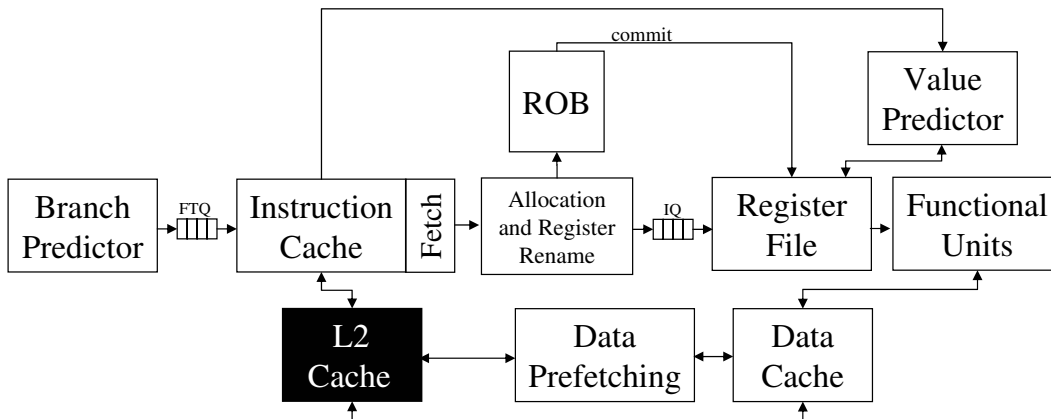 commit
ROB
Value
Predictor
Branch
Predictor
FTQ
Instruction
Cache
Fetch
Allocation
and Register
Rename
IQ
Register
File
Functional
Units
L2
Cache
Data
Prefetching
Data
Cache